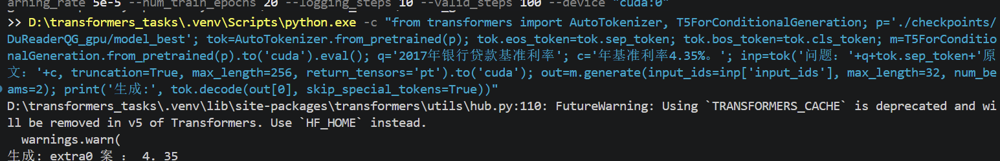 arning_rate 5e-5 --num_train_epochs 20 --logging_steps 10 --valid_steps 100 --device "cuda:0"
>> D:\transformers_tasks\.venv\Scripts\python.exe -c "from transformers import AutoTokenizer, T5ForConditionalGeneration; p='./checkpoints/
DuReaderQG_gpu/model_best'; tok=AutoTokenizer.from_pretrained(p); tok.eos_token=tok.sep_token; tok.bos_token=tok.cls_token; m=T5ForConditio
nalGeneration.from_pretrained(p).to('cuda').eval(); q='2017年银行贷款基准利率'; c='年基准利率4.35%。'; inp=tok('问题：'+q+tok.sep_token+'原
文：'+c, truncation=True, max_length=256, return_tensors='pt').to('cuda'); out=m.generate(input_ids=inp['input_ids'], max_length=32, num_be
ams=2); print('生成:', tok.decode(out[0], skip_special_tokens=True))"
D:\transformers_tasks\.venv\lib\site-packages\transformers\utils\hub.py:110: FutureWarning: Using `TRANSFORMERS_CACHE` is deprecated and wi
ll be removed in v5 of Transformers. Use `HF_HOME` instead.
  warnings.warn(
生成: extra0 案 ： 4. 35